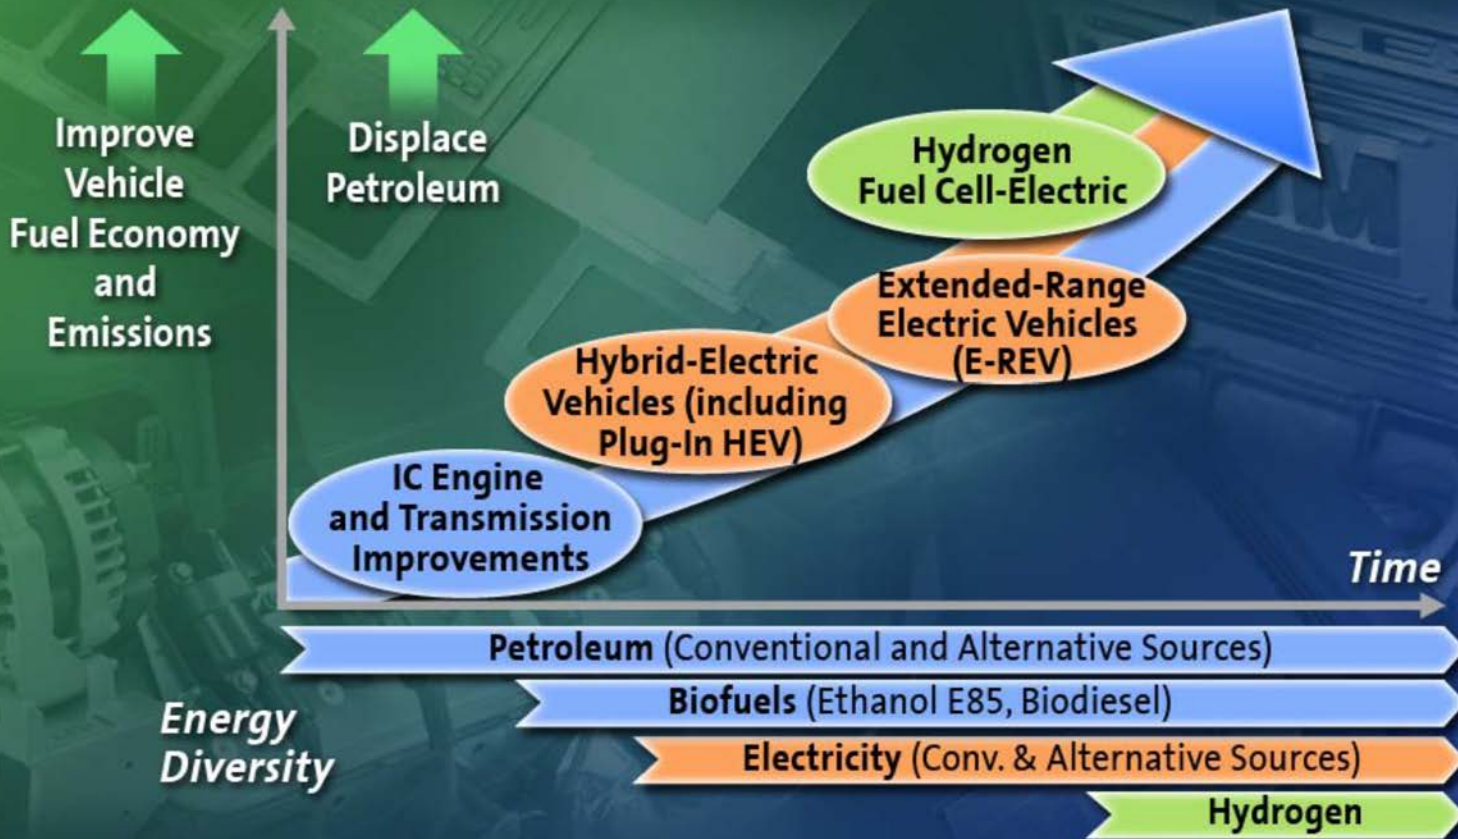 Improve
Vehicle
Fuel Economy
and
Emissions
Displace
Petroleum
Hydrogen
Fuel Cell-Electric
Extended-Range
Electric Vehicles
(E-REV)
Hybrid-Electric
Vehicles (including
Plug-In HEV)
IC Engine
and Transmission
Improvements
Time
Petroleum (Conventional and Alternative Sources)
Biofuels (Ethanol E85, Biodiesel)
Energy
Diversity
Electricity (Conv. & Alternative Sources)
Hydrogen